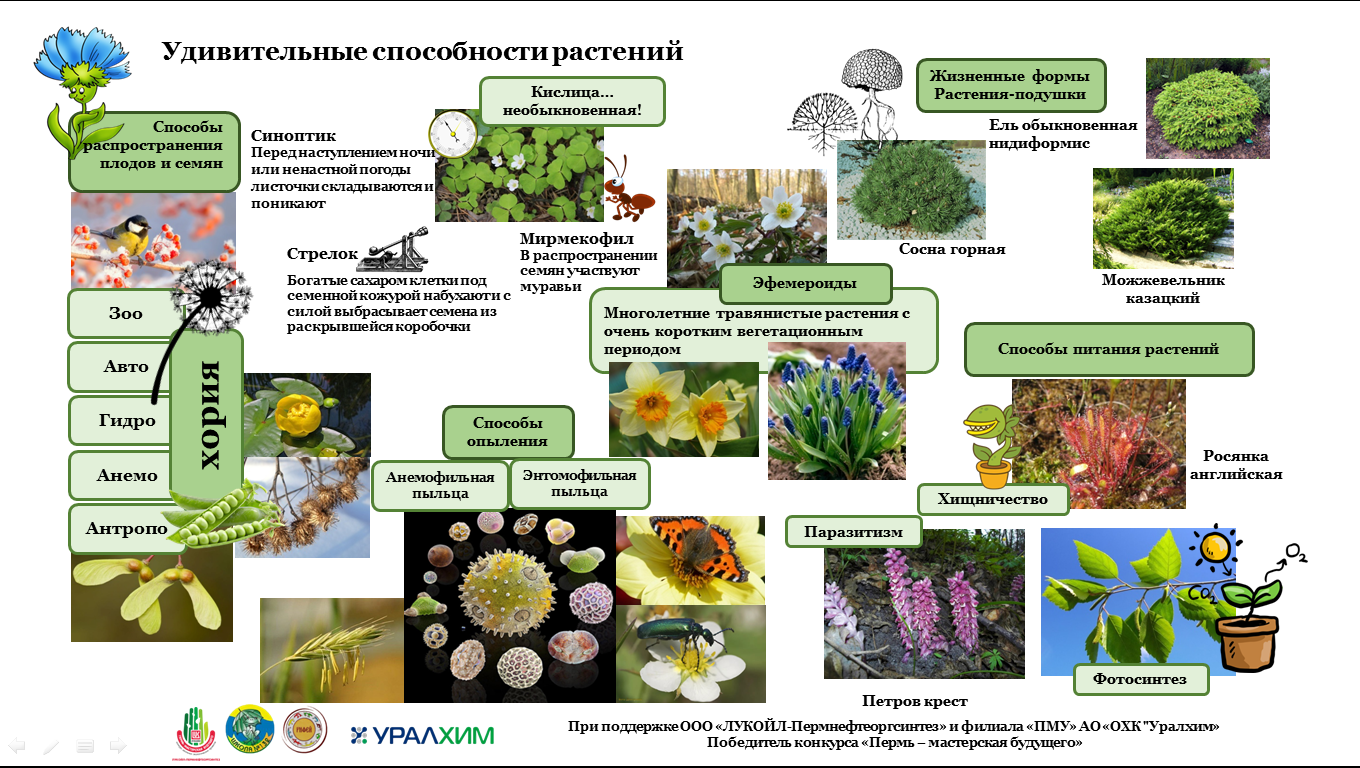 Удивительные способности растений
Способы
распространения
плодов и семян
Зоо
Авто
Гидро
Анемо
Антропо
хория
Кислица...
необыкновенная!
Синоптик
Перед наступлением ночи
или ненастной погоды
листочки складываются и
поникают
Стрелок
Богатые сахаром клетки под
семенной кожурой набухают и с
силой выбрасывает семена из
раскрывшейся коробочки
Мирмекофил
В распространении
семян участвуют
муравьи
Эфемероиды
Многолетние травянистые растения с
очень коротким вегетационным
периодом
Способы
опыления
Анемофильная
пыльца
Энтомофильная
пыльца
Жизненные формы
Растения-подушки
Ель обыкновенная
нидиформис
Сосна горная
Можжевельник
казацкий
Способы питания растений
Хищничество
Росянка
английская
Паразитизм
Петров крест
CO2
O2
Фотосинтез
УРАЛХИМ
При поддержке ООО «ЛУКОЙЛ-Пермнефтеоргсинтез» и филиала «ПМУ» АО «ОХК "Уралхим»
Победитель конкурса «Пермь – мастерская будущего»